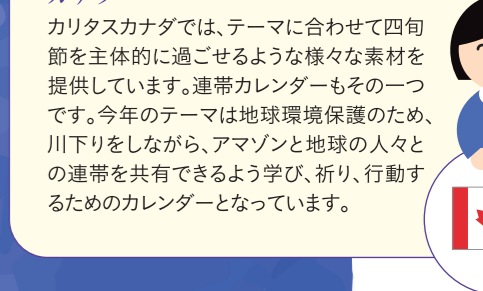 カリタスカナダでは、テーマに合わせて四旬
節を主体的に過ごせるような様々な素材を
提供しています。連帯カレンダーもその一つ
です。今年のテーマは地球環境保護のため、
川下りをしながら、アマゾンと地球の人々と
の連帯を共有できるよう学び、祈り、行動す
るためのカレンダーとなっています。